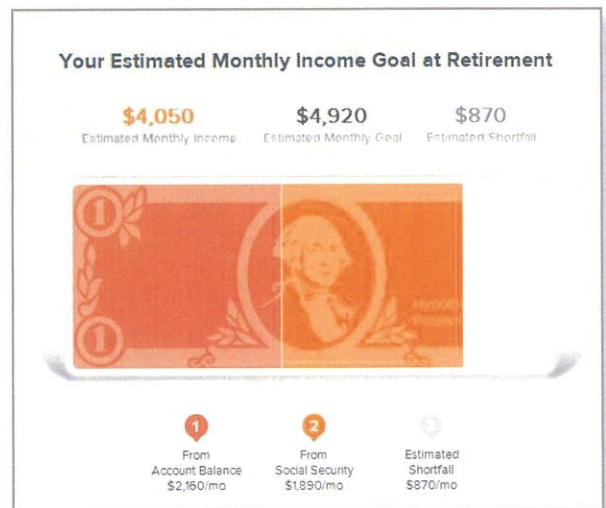 Your Estimated Monthly Income Goal at Retirement
$4,050
Estimated Monthly Income
$4,920
Estimated Monthly Goal
$870
Estimated Shortfall
1
1
1
From
Account Balance
$2,160/mo
2
From
Social Security
$1,890/mo
Estimated
Shortfall
$870/mo